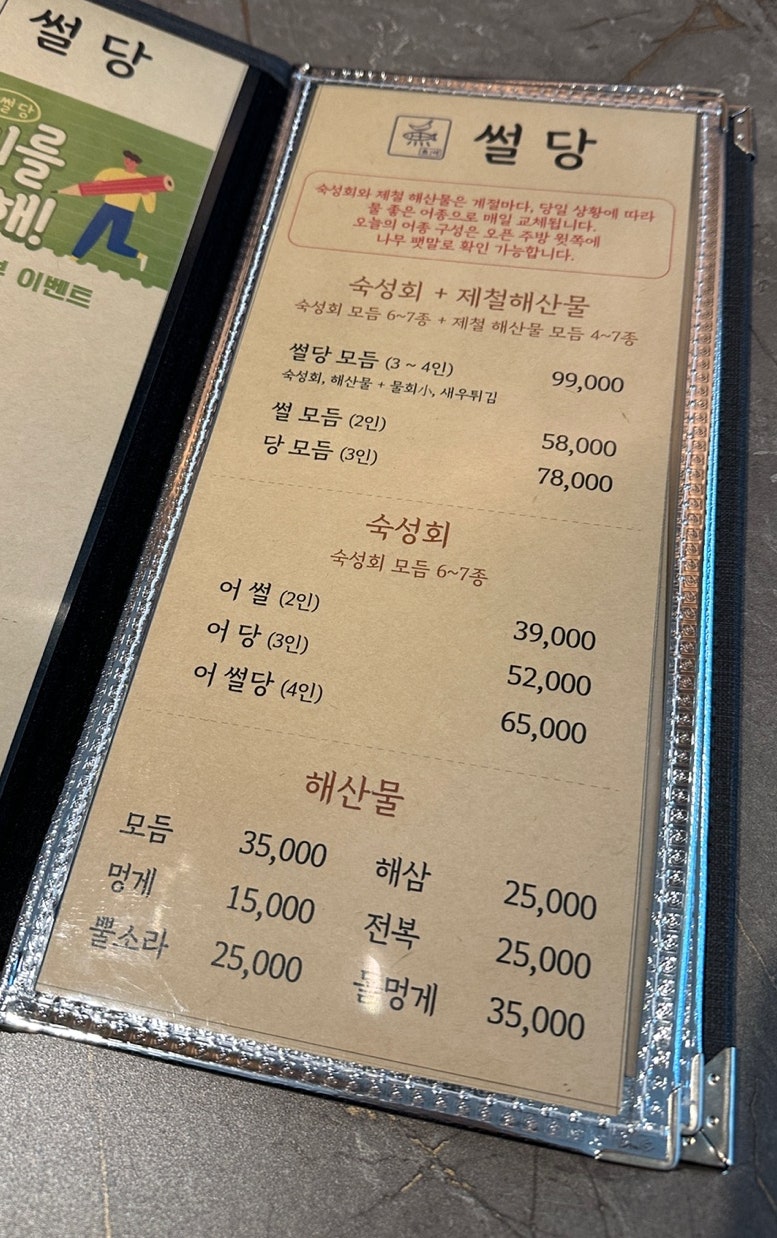 썰당
썰당
해!
이벤트
썰당
숙성회와 제철 해산물은 계절마다, 당일 상황에 따라
물 좋은 어종으로 매일 교체됩니다.
오늘의 어종 구성은 오픈 주방 윗쪽에
나무 팻말로 확인 가능합니다.
숙성회 + 제철해산물
숙성회 모듬 6~7종 + 제철 해산물 모듬 4~7종
썰당 모듬 (3 ~ 4인) 99,000
숙성회, 해산물 + 물회小, 새우튀김
썰 모듬 (2인) 58,000
당 모듬 (3인) 78,000
숙성회
숙성회 모듬 6~7종
어 썰 (2인) 39,000
어 당 (3인) 52,000
어 썰당 (4인) 65,000
해산물
모듬 35,000 해삼 25,000
멍게 15,000 전복 25,000
뿔소라 25,000 돌멍게 35,000